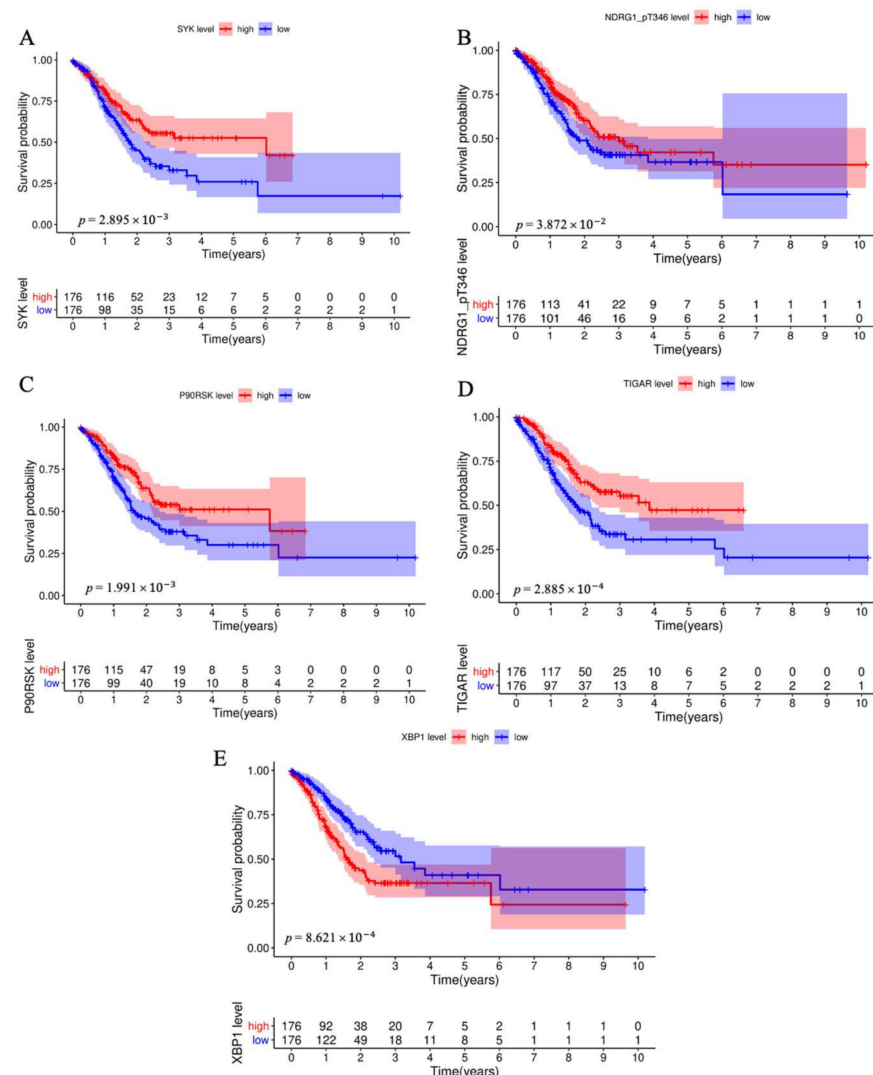 A
SYK level high low
1.00
0.75
0.50
0.25
0.00
Survival probability
p = 2.895 × 10⁻³
0 1 2 3 4 5 6 7 8 9 10
Time(years)
SYK level
high 176 116 52 23 12 7 5 0 0 0 0
low 176 98 35 15 6 6 2 2 2 2 1
0 1 2 3 4 5 6 7 8 9 10
Time(years)
B
NDRG1_pT346 level high low
1.00
0.75
0.50
0.25
0.00
Survival probability
p = 3.872 × 10⁻²
0 1 2 3 4 5 6 7 8 9 10
Time(years)
NDRG1_pT346 level
high 176 113 41 22 9 7 5 1 1 1 1
low 176 101 46 16 9 6 2 1 1 1 0
0 1 2 3 4 5 6 7 8 9 10
Time(years)
C
P90RSK level high low
1.00
0.75
0.50
0.25
0.00
Survival probability
p = 1.991 × 10⁻³
0 1 2 3 4 5 6 7 8 9 10
Time(years)
P90RSK level
high 176 115 47 19 8 5 3 0 0 0 0
low 176 99 40 19 10 8 4 2 2 2 1
0 1 2 3 4 5 6 7 8 9 10
Time(years)
D
TIGAR level high low
1.00
0.75
0.50
0.25
0.00
Survival probability
p = 2.885 × 10⁻⁴
0 1 2 3 4 5 6 7 8 9 10
Time(years)
TIGAR level
high 176 117 50 25 10 6 2 0 0 0 0
low 176 97 37 13 8 7 5 2 2 2 1
0 1 2 3 4 5 6 7 8 9 10
Time(years)
E
XBP1 level high low
1.00
0.75
0.50
0.25
0.00
Survival probability
p = 8.621 × 10⁻⁴
0 1 2 3 4 5 6 7 8 9 10
Time(years)
XBP1 level
high 176 92 38 20 7 5 2 1 1 1 0
low 176 122 49 18 11 8 5 1 1 1 1
0 1 2 3 4 5 6 7 8 9 10
Time(years)